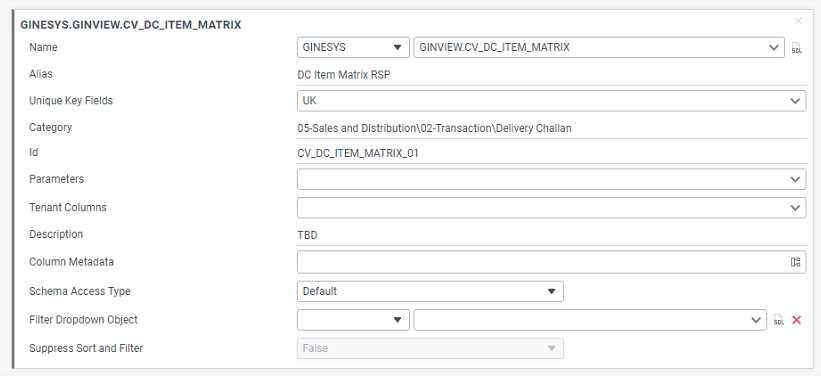 GINESYS.GINVIEW.CV_DC_ITEM_MATRIX
Name GINESYS GINVIEW.CV_DC_ITEM_MATRIX SQL
Alias DC Item Matrix RSP
Unique Key Fields UK
Category 05-Sales and Distribution\02-Transaction\Delivery Challan
Id CV_DC_ITEM_MATRIX_01
Parameters
Tenant Columns
Description TBD
Column Metadata
Schema Access Type Default
Filter Dropdown Object SQL
Suppress Sort and Filter False